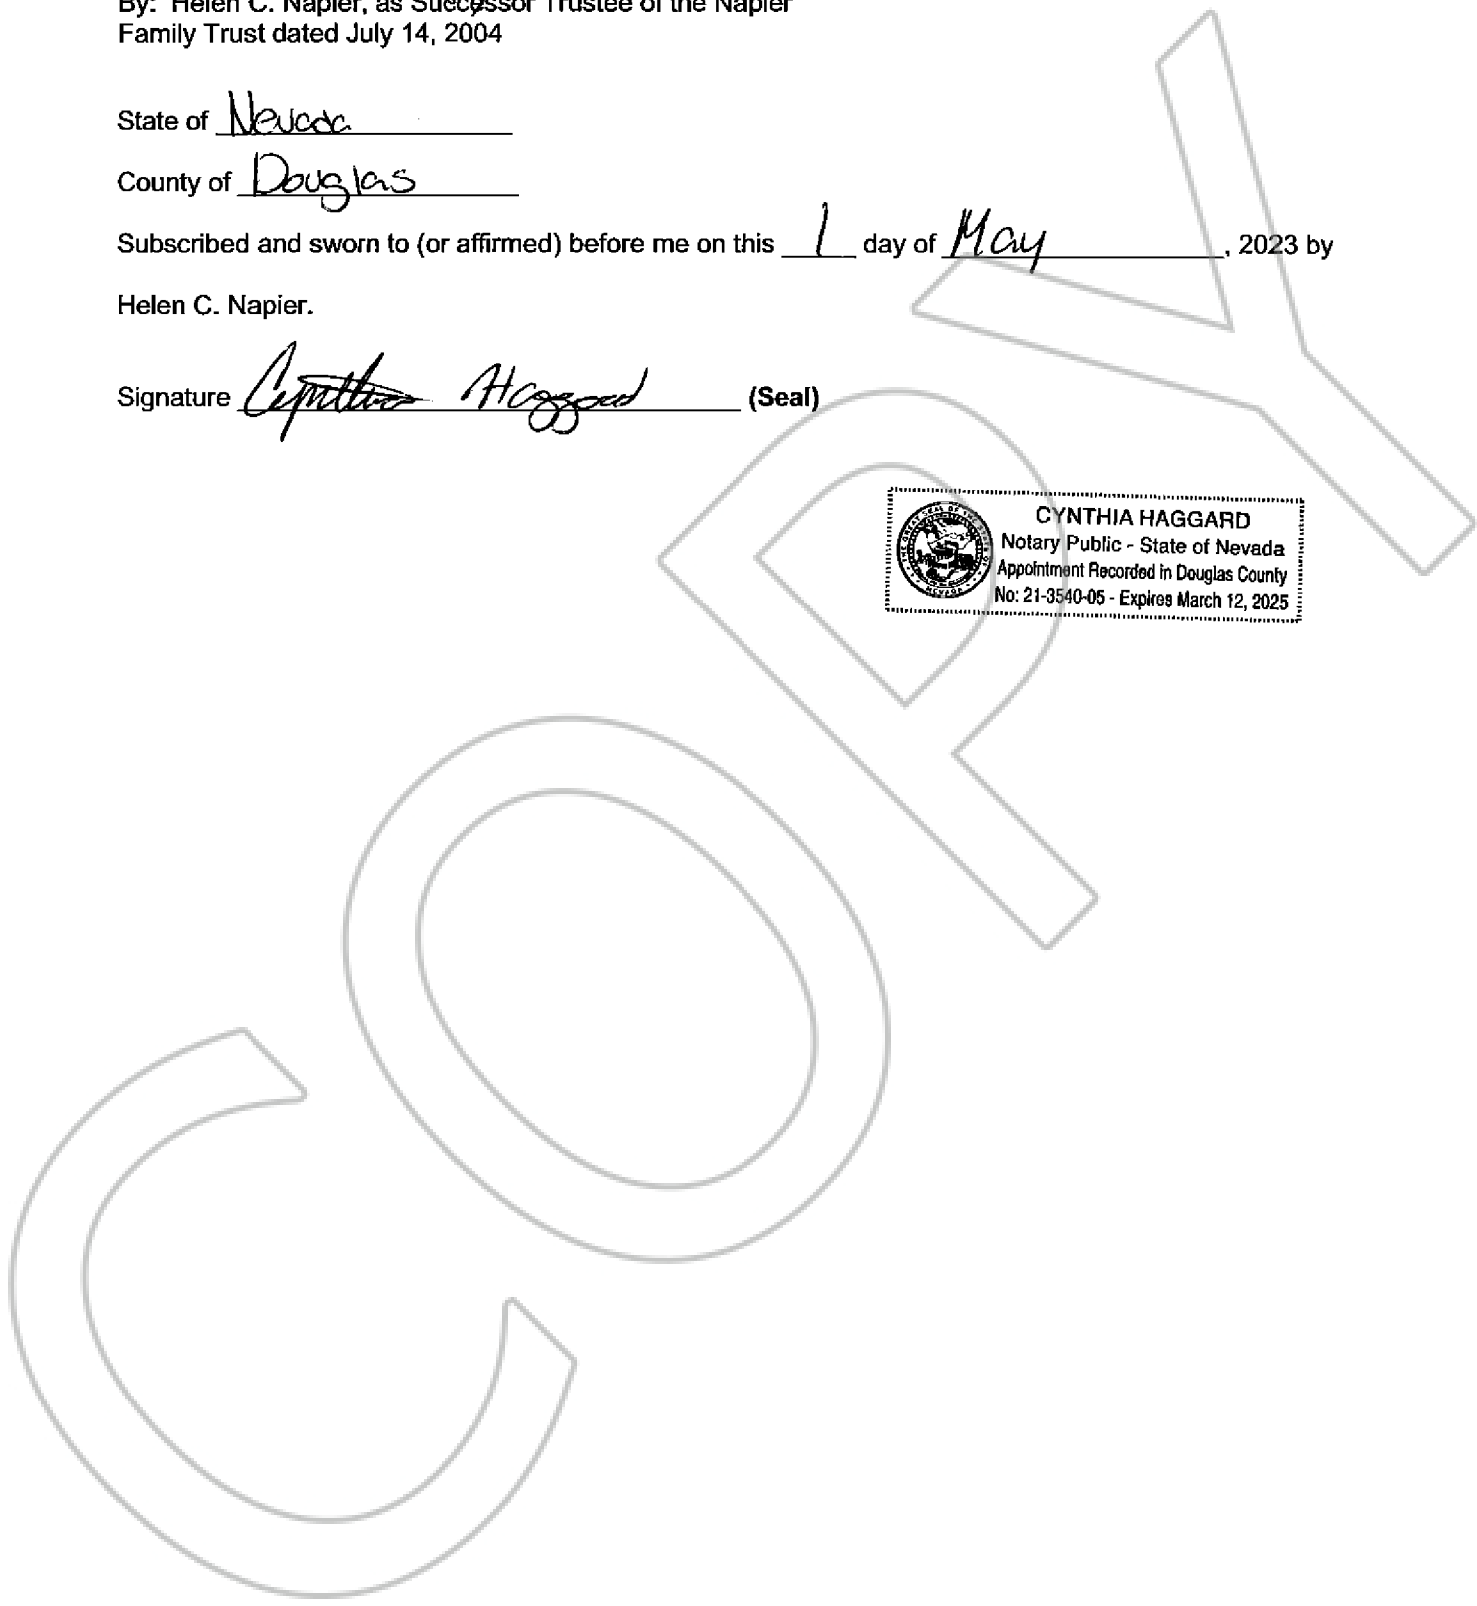 By: Helen C. Napier, as Successor Trustee of the Napier
Family Trust dated July 14, 2004
State of Nevada
County of Douglas
Subscribed and sworn to (or affirmed) before me on this 1 day of May, 2023 by
Helen C. Napier.
Signature Cynthia Haggard (Seal)
CYNTHIA HAGGARD
Notary Public - State of Nevada
Appointment Recorded in Douglas County
No: 21-3540-05 - Expires March 12, 2025
COPY